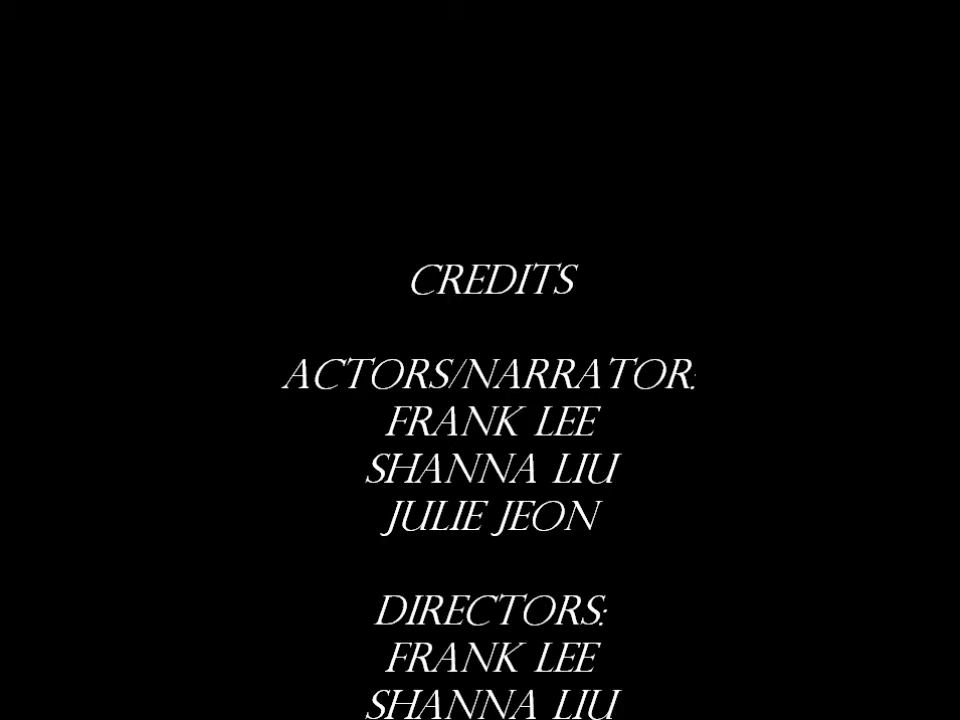 CREDITS
ACTORS/NARRATOR:
FRANK LEE
SHANNA LIU
JULIE JEON
DIRECTORS:
FRANK LEE
SHANNA LIU